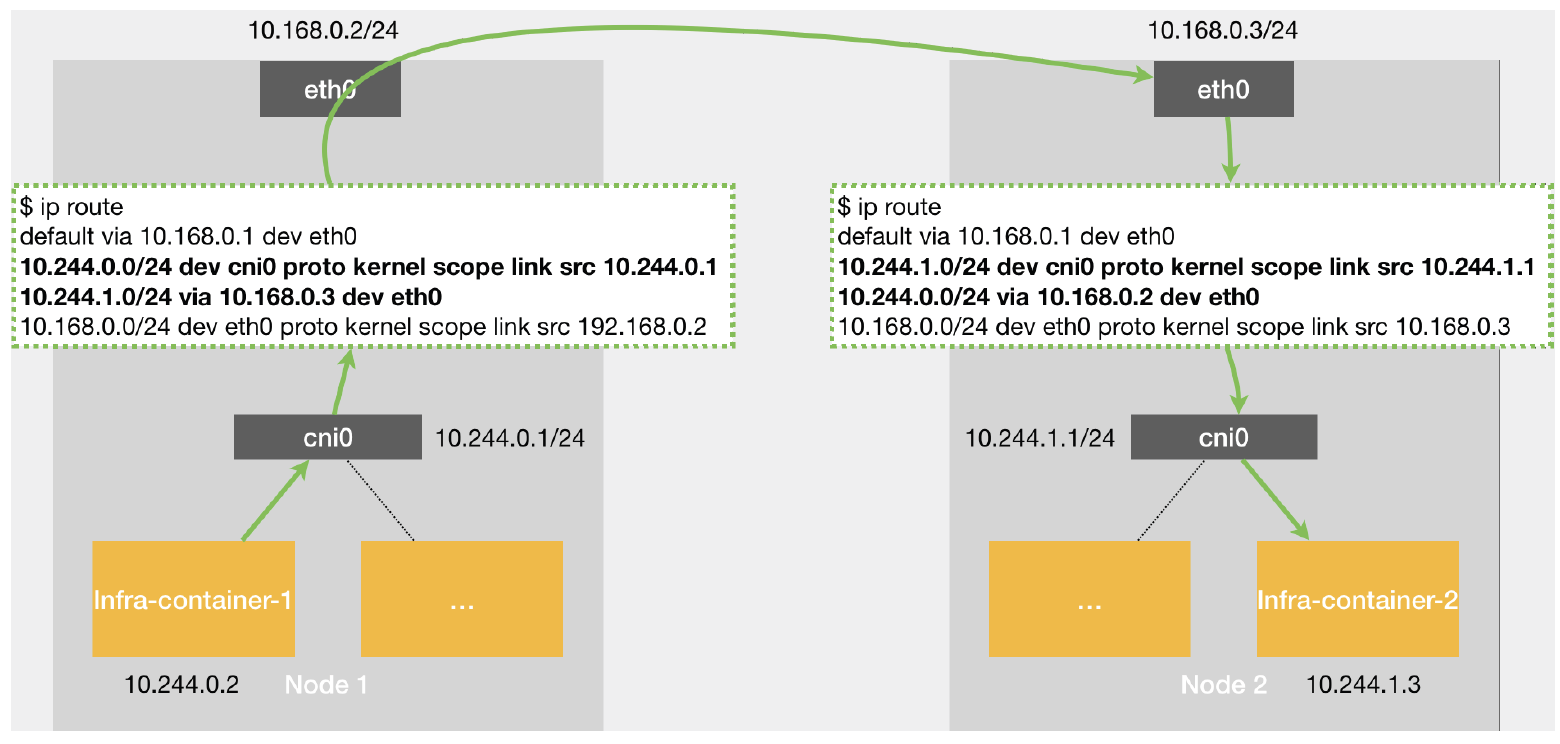 10.168.0.2/24
eth0
$ ip route
default via 10.168.0.1 dev eth0
10.244.0.0/24 dev cni0 proto kernel scope link src 10.244.0.1
10.244.1.0/24 via 10.168.0.3 dev eth0
10.168.0.0/24 dev eth0 proto kernel scope link src 192.168.0.2
cni0
10.244.0.1/24
Infra-container-1
...
10.244.0.2
Node 1
10.168.0.3/24
eth0
$ ip route
default via 10.168.0.1 dev eth0
10.244.1.0/24 dev cni0 proto kernel scope link src 10.244.1.1
10.244.0.0/24 via 10.168.0.2 dev eth0
10.168.0.0/24 dev eth0 proto kernel scope link src 10.168.0.3
10.244.1.1/24
cni0
...
Infra-container-2
Node 2
10.244.1.3